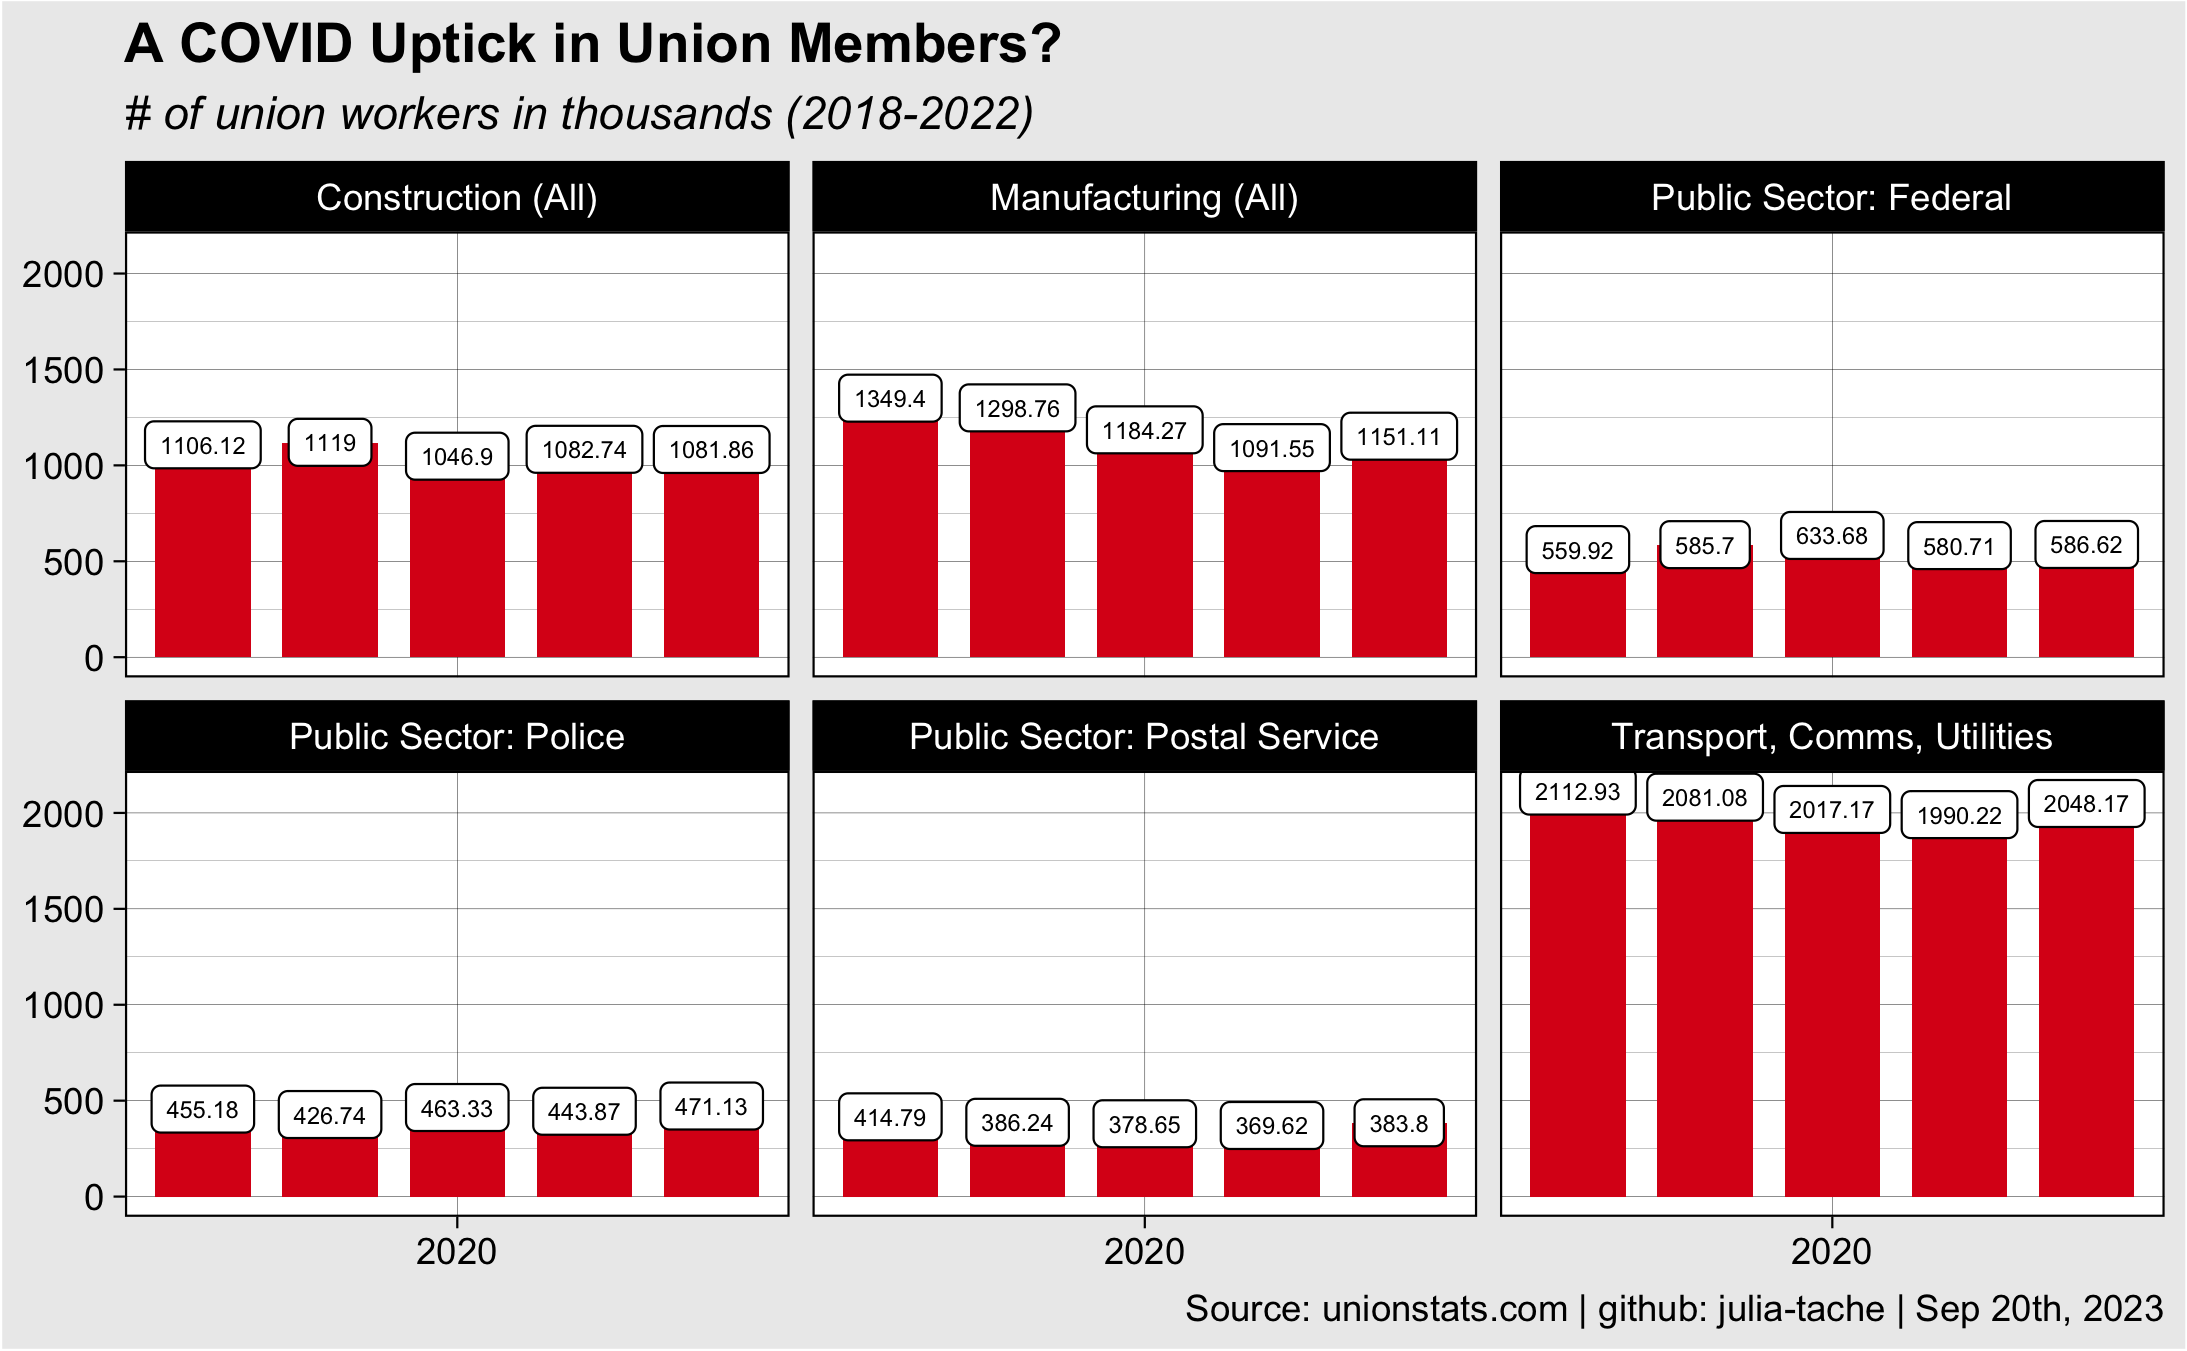 A COVID Uptick in Union Members?
# of union workers in thousands (2018-2022)
Construction (All)
2000
1500
1000
500
0
1106.12 1119 1046.9 1082.74 1081.86
Manufacturing (All)
1349.4 1298.76 1184.27 1091.55 1151.11
Public Sector: Federal
559.92 585.7 633.68 580.71 586.62
Public Sector: Police
2000
1500
1000
500
0
455.18 426.74 463.33 443.87 471.13
2020
Public Sector: Postal Service
414.79 386.24 378.65 369.62 383.8
2020
Transport, Comms, Utilities
2112.93 2081.08 2017.17 1990.22 2048.17
2020
Source: unionstats.com | github: julia-tache | Sep 20th, 2023